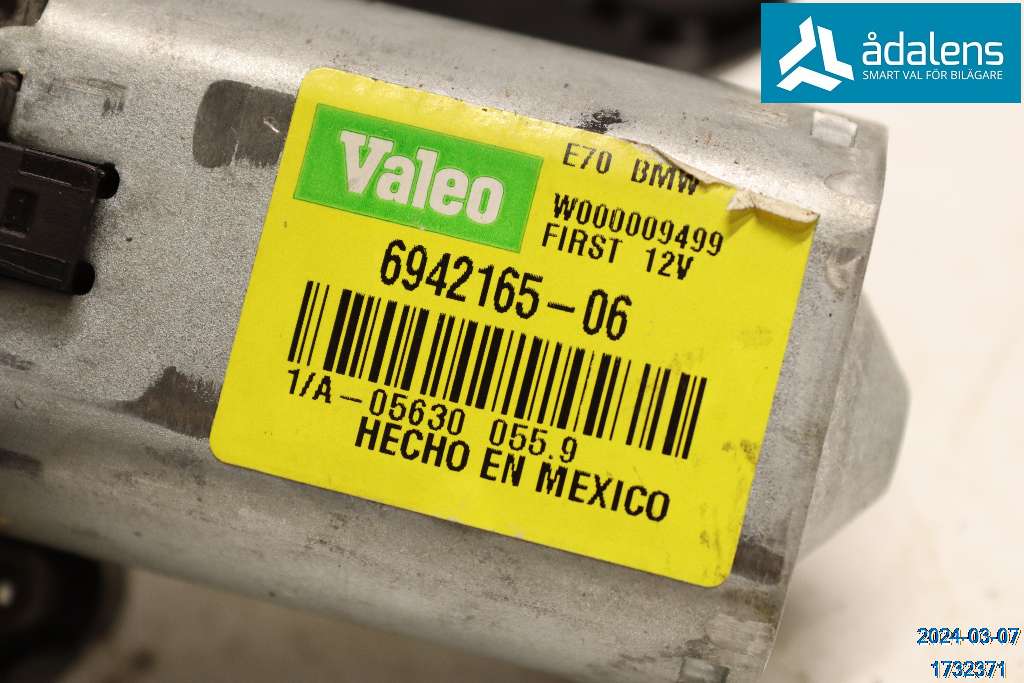 ådalens
SMART VAL FÖR BILÄGARE
Valeo
E70 BMW
W000009499
FIRST 12V
6942165-06
1/A-05630 055.9
HECHO EN MEXICO
2024-03-07
1732371